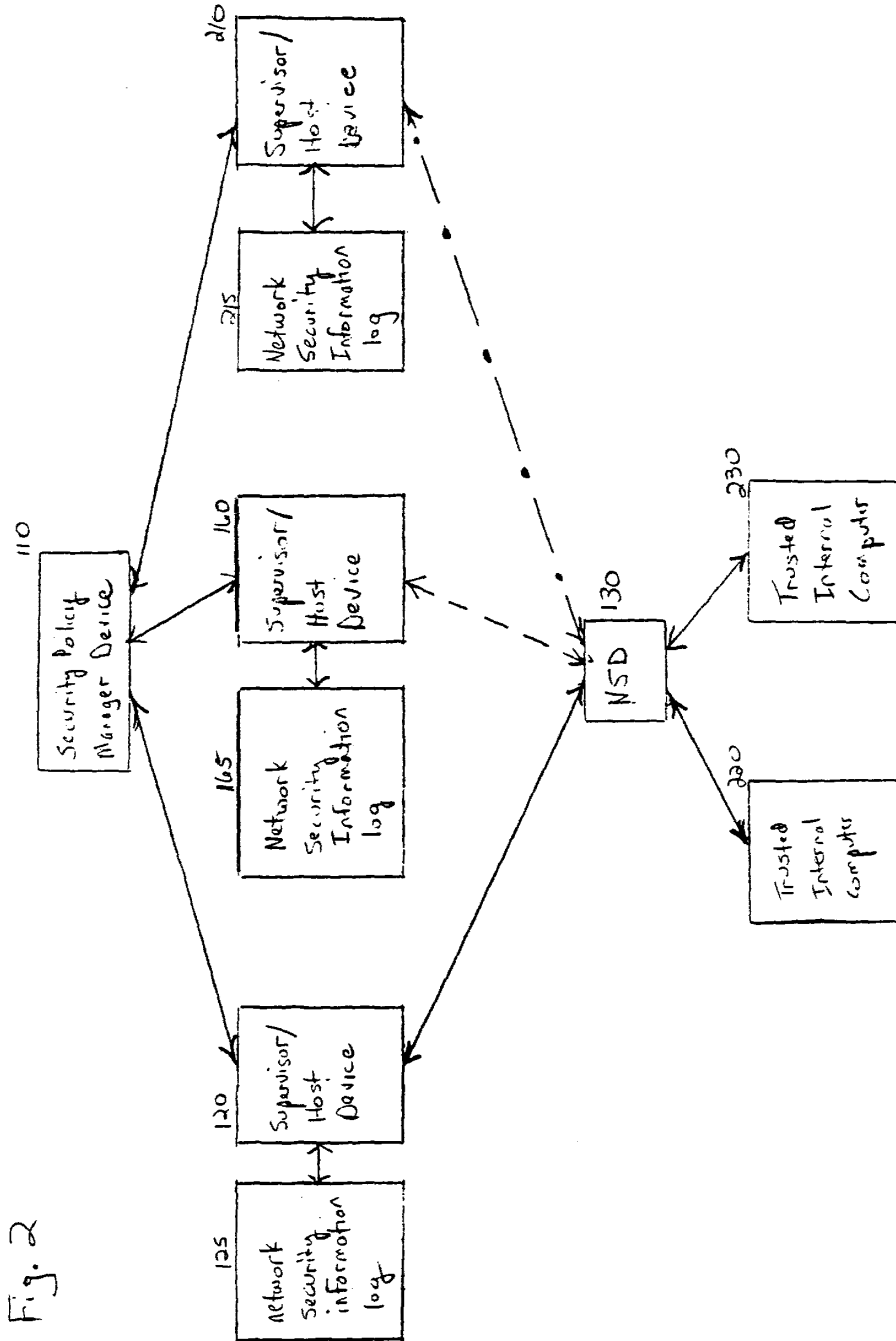 Fig. 2
110
Security Policy
Manager Device
125
network
Security
information
log
120
Supervisor/
Host
Device
165
Network
Security
Information
log
160
Supervisor/
Host
Device
215
Network
Security
Information
log
210
Supervisor/
Host
Device
NSD
130
220
Trusted
Internal
Computer
230
Trusted
Internal
Computer